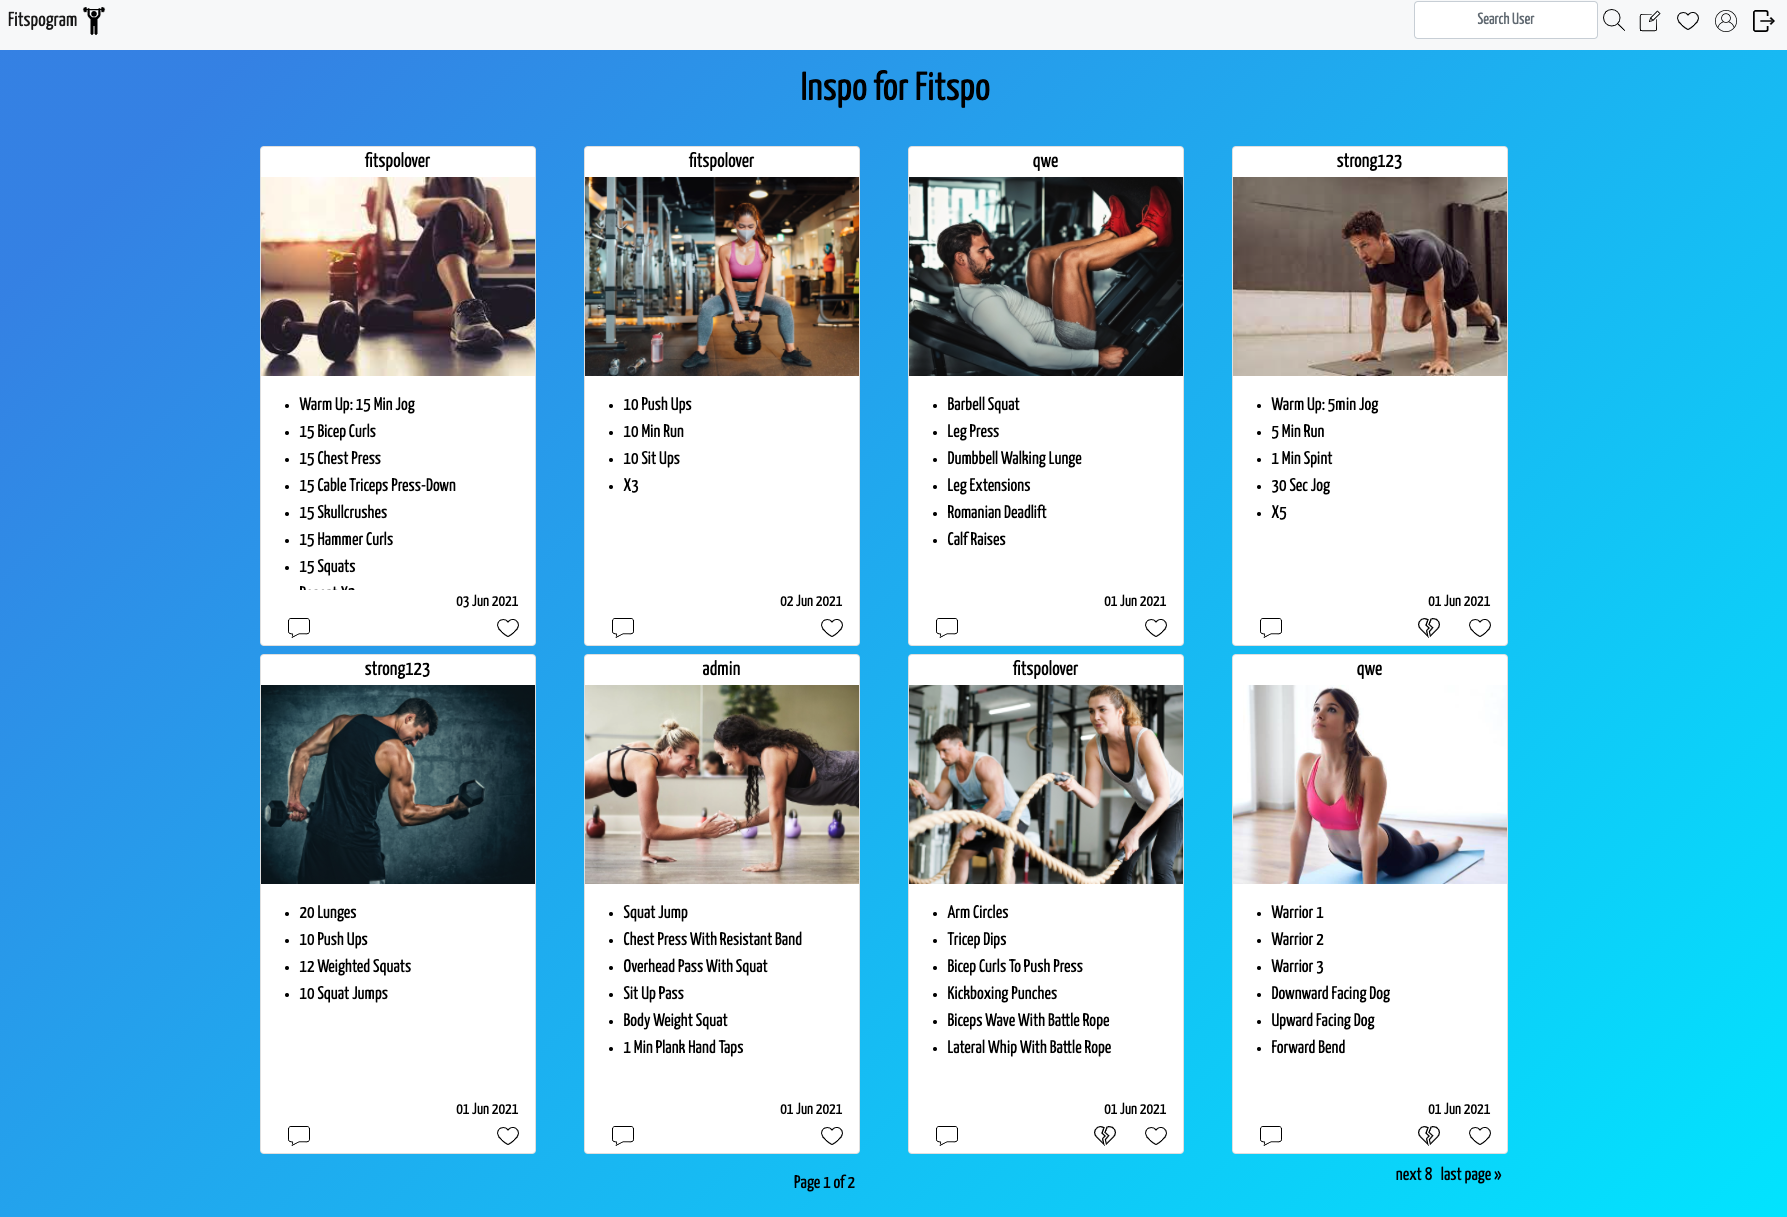 Fitspogram
Search User
Inspo for Fitspo
fitspolover
Warm Up: 15 Min Jog
15 Bicep Curls
15 Chest Press
15 Cable Triceps Press-Down
15 Skullcrushes
15 Hammer Curls
15 Squats
03 Jun 2021
fitspolover
10 Push Ups
10 Min Run
10 Sit Ups
X3
02 Jun 2021
qwe
Barbell Squat
Leg Press
Dumbbell Walking Lunge
Leg Extensions
Romanian Deadlift
Calf Raises
01 Jun 2021
strong123
Warm Up: 5min Jog
5 Min Run
1 Min Spint
30 Sec Jog
X5
01 Jun 2021
strong123
20 Lunges
10 Push Ups
12 Weighted Squats
10 Squat Jumps
01 Jun 2021
admin
Squat Jump
Chest Press With Resistant Band
Overhead Pass With Squat
Sit Up Pass
Body Weight Squat
1 Min Plank Hand Taps
01 Jun 2021
fitspolover
Arm Circles
Tricep Dips
Bicep Curls To Push Press
Kickboxing Punches
Biceps Wave With Battle Rope
Lateral Whip With Battle Rope
01 Jun 2021
qwe
Warrior 1
Warrior 2
Warrior 3
Downward Facing Dog
Upward Facing Dog
Forward Bend
01 Jun 2021
Page 1 of 2
next 8 last page »